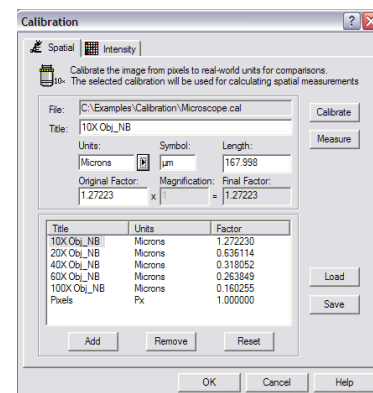 Calibration
Spatial Intensity
10x
Calibrate the image from pixels to real-world units for comparisons.
The selected calibration will be used for calculating spatial measurements
File: C:\Examples\Calibration\Microscope.cal
Calibrate
Title: 10X Obj_NB
Measure
Units: Symbol: Length:
Microns µm 167.998
Original Factor: Magnification: Final Factor:
1.27223 x 1 = 1.27223
Title Units Factor
10X Obj_NB Microns 1.272230
20X Obj_NB Microns 0.636114
40X Obj_NB Microns 0.318052
60X Obj_NB Microns 0.263849
100X Obj_NB Microns 0.160255
Pixels Px 1.000000
Load
Save
Add Remove Reset
OK Cancel Help